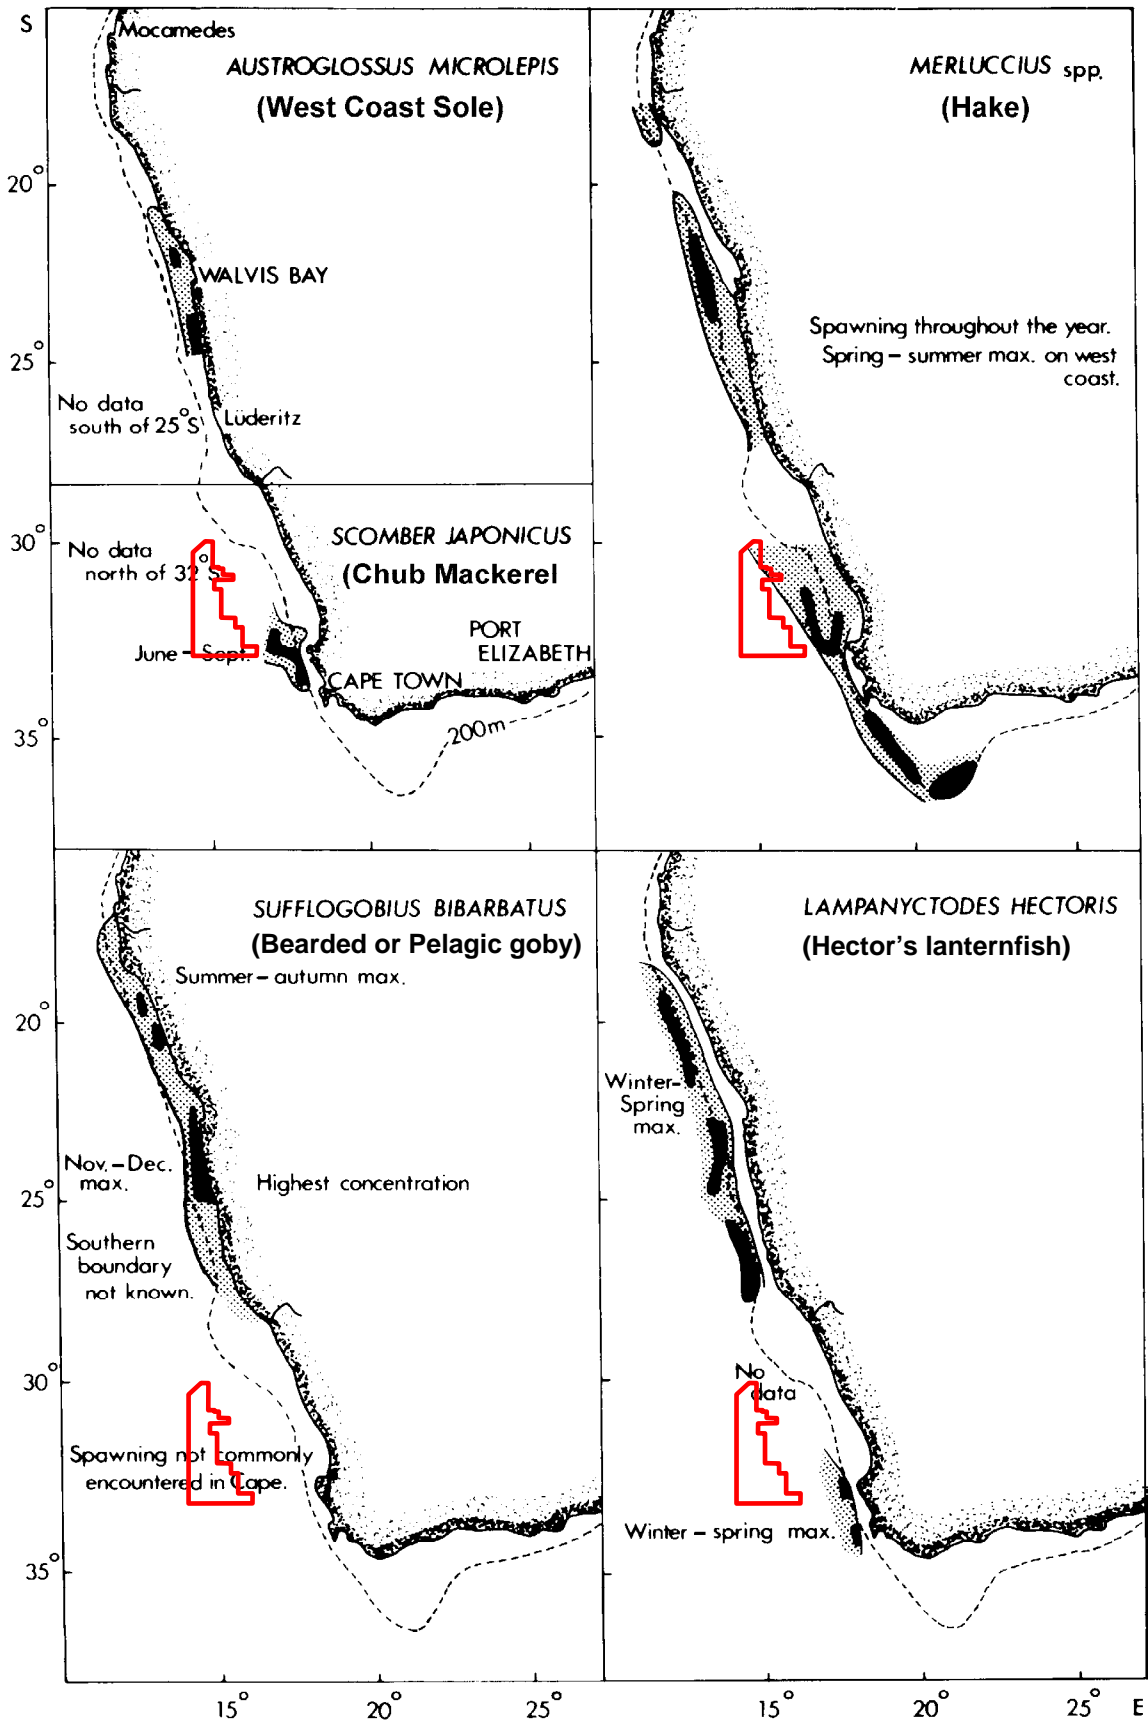 S
Mocamedes
AUSTROGLOSSUS MICROLEPIS
(West Coast Sole)
20°
WALVIS BAY
25°
No data
south of 25°S
Lüderitz
SCOMBER JAPONICUS
(Chub Mackerel
30°
No data
north of 32°S
June – Sept.
PORT
ELIZABETH
CAPE TOWN
200m
35°
MERLUCCIUS spp.
(Hake)
Spawning throughout the year.
Spring – summer max. on west
coast.
SUFFLOGOBIUS BIBARBATUS
(Bearded or Pelagic goby)
Summer – autumn max.
20°
Nov. – Dec.
max.
Highest concentration
25°
Southern
boundary
not known.
30°
Spawning not commonly
encountered in Cape.
35°
15°
20°
25°
LAMPANYCTODES HECTORIS
(Hector's lanternfish)
Winter–
Spring
max.
No
data
Winter – spring max.
15°
20°
25°
E